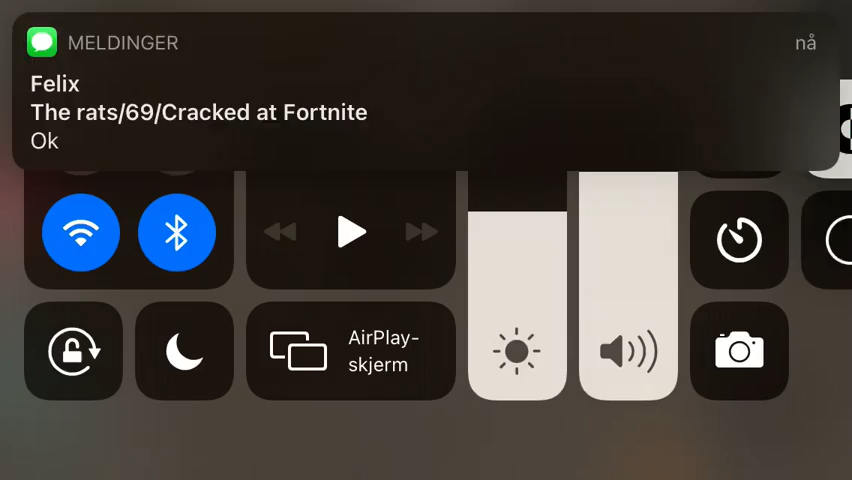 MELDINGER
nå
Felix
The rats/69/Cracked at Fortnite
Ok
AirPlay-
skjerm